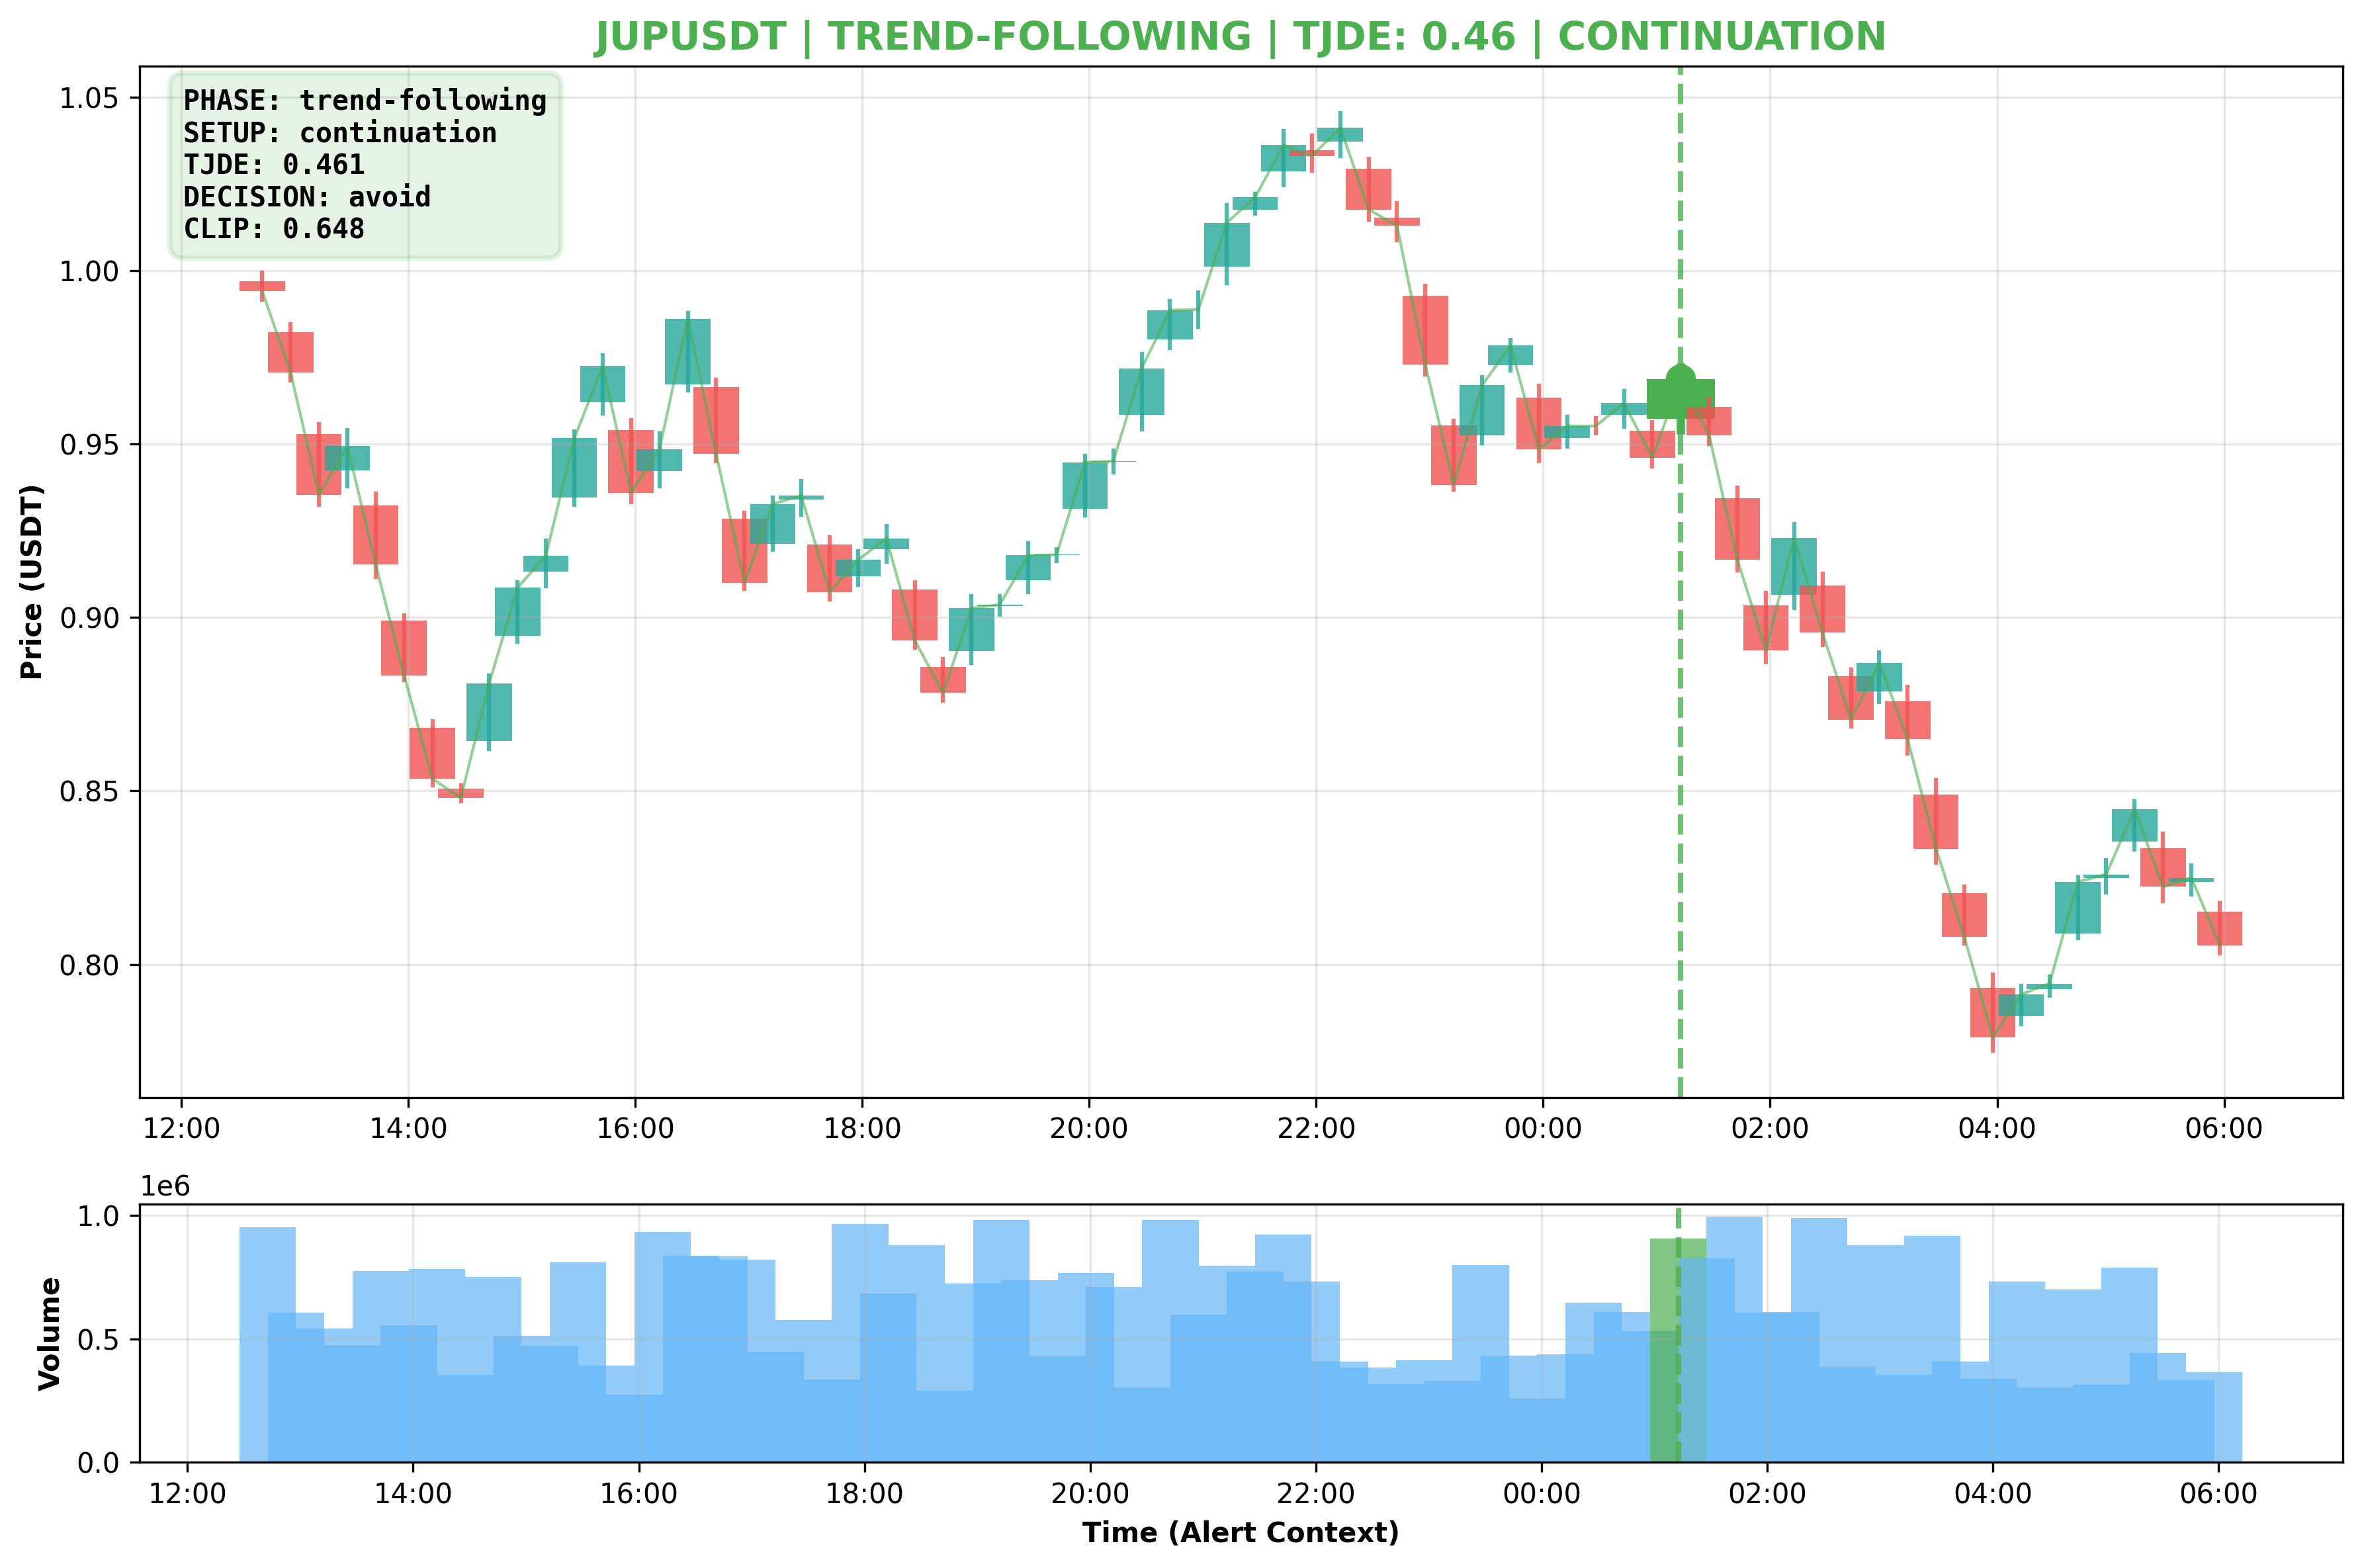 JUPUSDT | TREND-FOLLOWING | TJDE: 0.46 | CONTINUATION
PHASE: trend-following
SETUP: continuation
TJDE: 0.461
DECISION: avoid
CLIP: 0.648
Price (USDT)
1.05
1.00
0.95
0.90
0.85
0.80
12:00 14:00 16:00 18:00 20:00 22:00 00:00 02:00 04:00 06:00
1e6
Volume
1.0
0.5
0.0
12:00 14:00 16:00 18:00 20:00 22:00 00:00 02:00 04:00 06:00
Time (Alert Context)